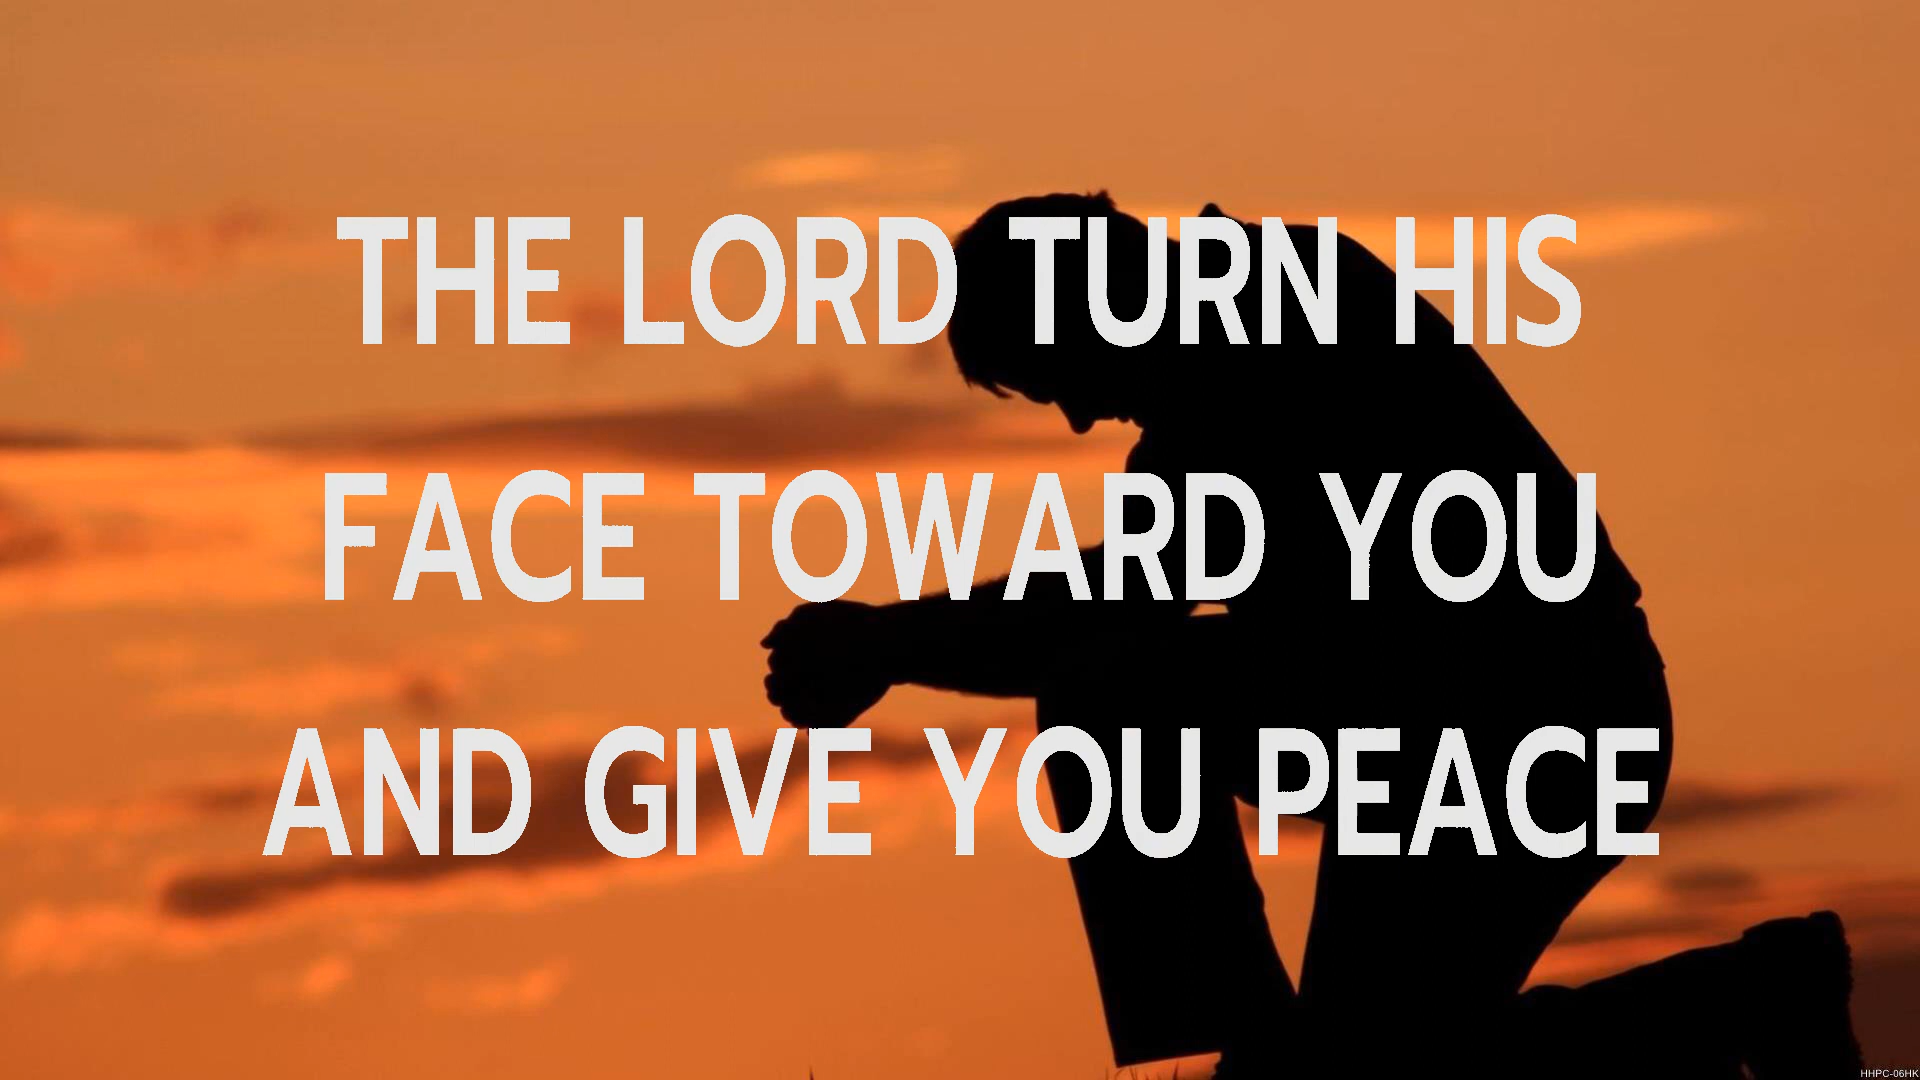 THE LORD TURN HIS
FACE TOWARD YOU
AND GIVE YOU PEACE
HHPC-06HK